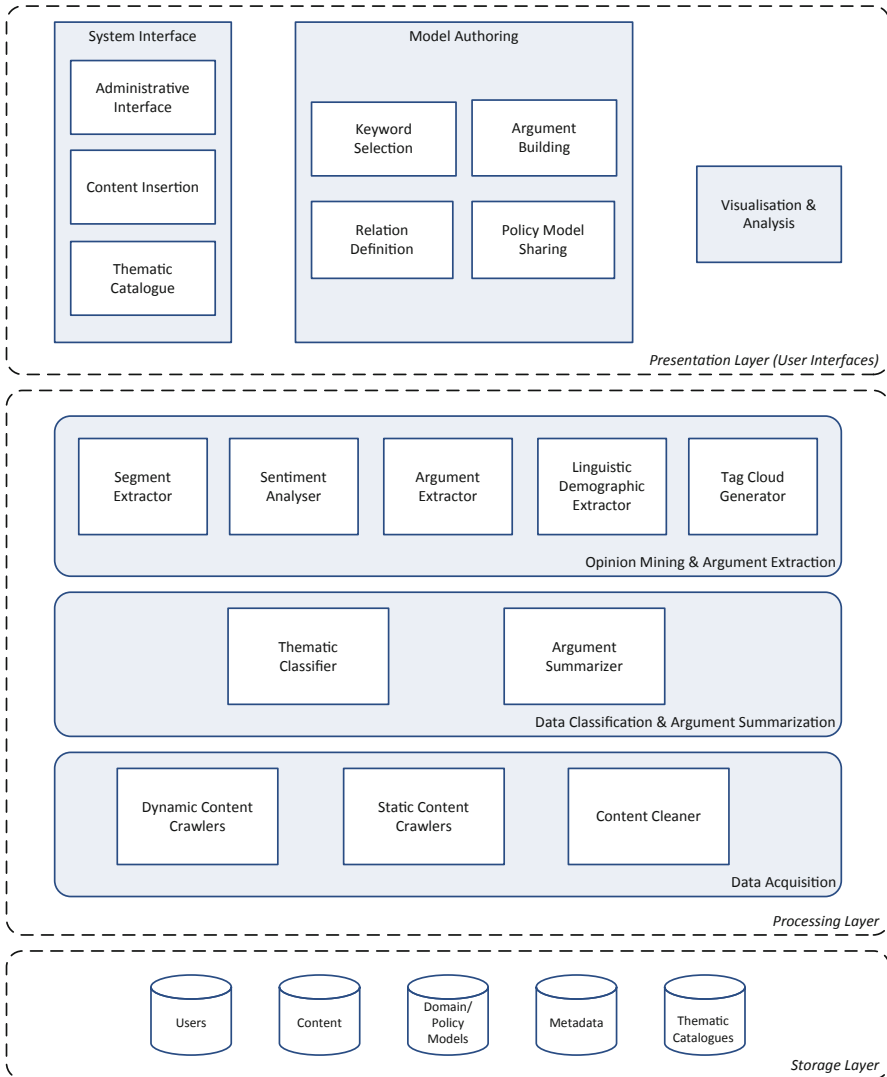 System Interface
Administrative
Interface
Content Insertion
Thematic
Catalogue
Model Authoring
Keyword
Selection
Argument
Building
Relation
Definition
Policy Model
Sharing
Visualisation &
Analysis
Presentation Layer (User Interfaces)
Segment
Extractor
Sentiment
Analyser
Argument
Extractor
Linguistic
Demographic
Extractor
Tag Cloud
Generator
Opinion Mining & Argument Extraction
Thematic
Classifier
Argument
Summarizer
Data Classification & Argument Summarization
Dynamic Content
Crawlers
Static Content
Crawlers
Content Cleaner
Data Acquisition
Processing Layer
Users
Content
Domain/
Policy
Models
Metadata
Thematic
Catalogues
Storage Layer